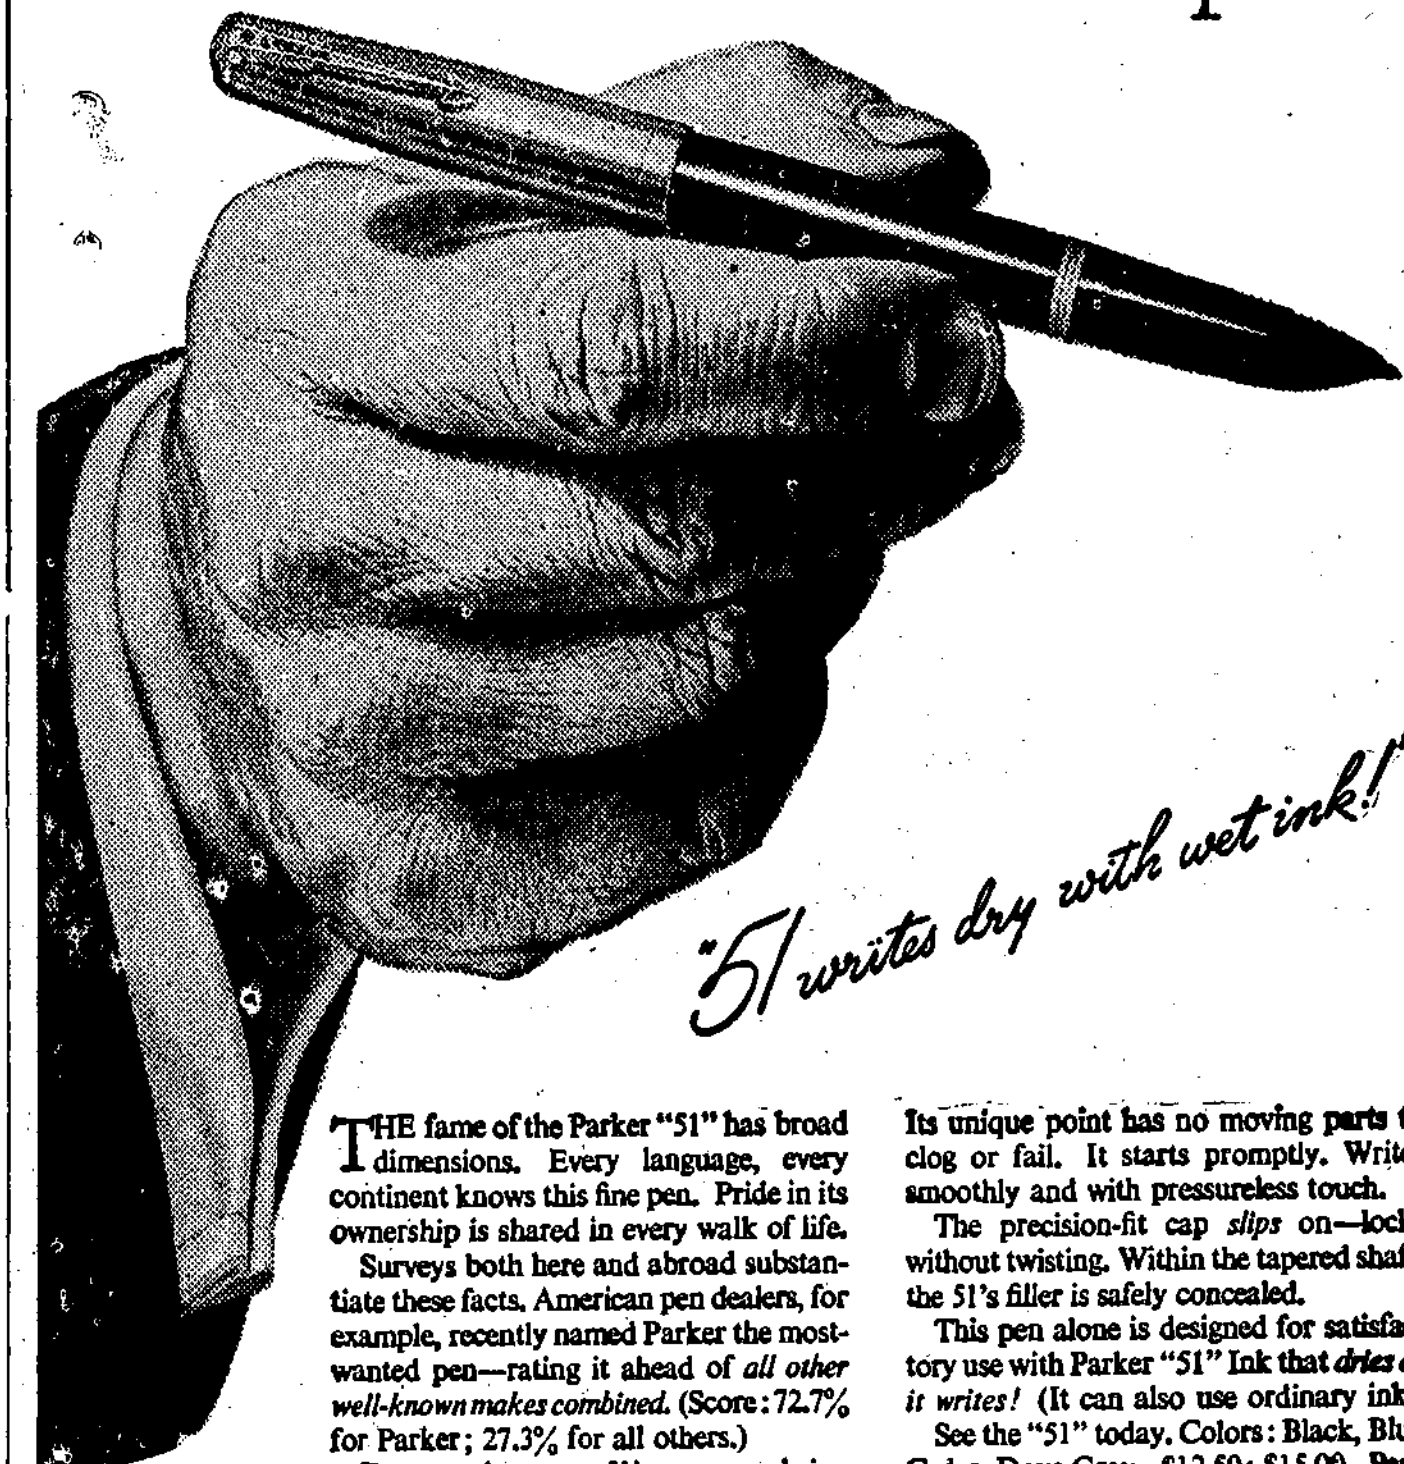 "51 writes dry with wet ink!"
THE fame of the Parker "51" has broad
dimensions. Every language, every
continent knows this fine pen. Pride in its
ownership is shared in every walk of life.
Surveys both here and abroad substan-
tiate these facts. American pen dealers, for
example, recently named Parker the most-
wanted pen—rating it ahead of all other
well-known makes combined. (Score: 72.7%
for Parker; 27.3% for all others.)
Its unique point has no moving parts
clog or fail. It starts promptly. Write
smoothly and with pressureless touch.
The precision-fit cap slips on—loc
without twisting. Within the tapered sha
the 51's filler is safely concealed.
This pen alone is designed for satisfa
tory use with Parker "51" Ink that dries
it writes! (It can also use ordinary ink
See the "51" today. Colors: Black, Blu
$12.50; $15.00.